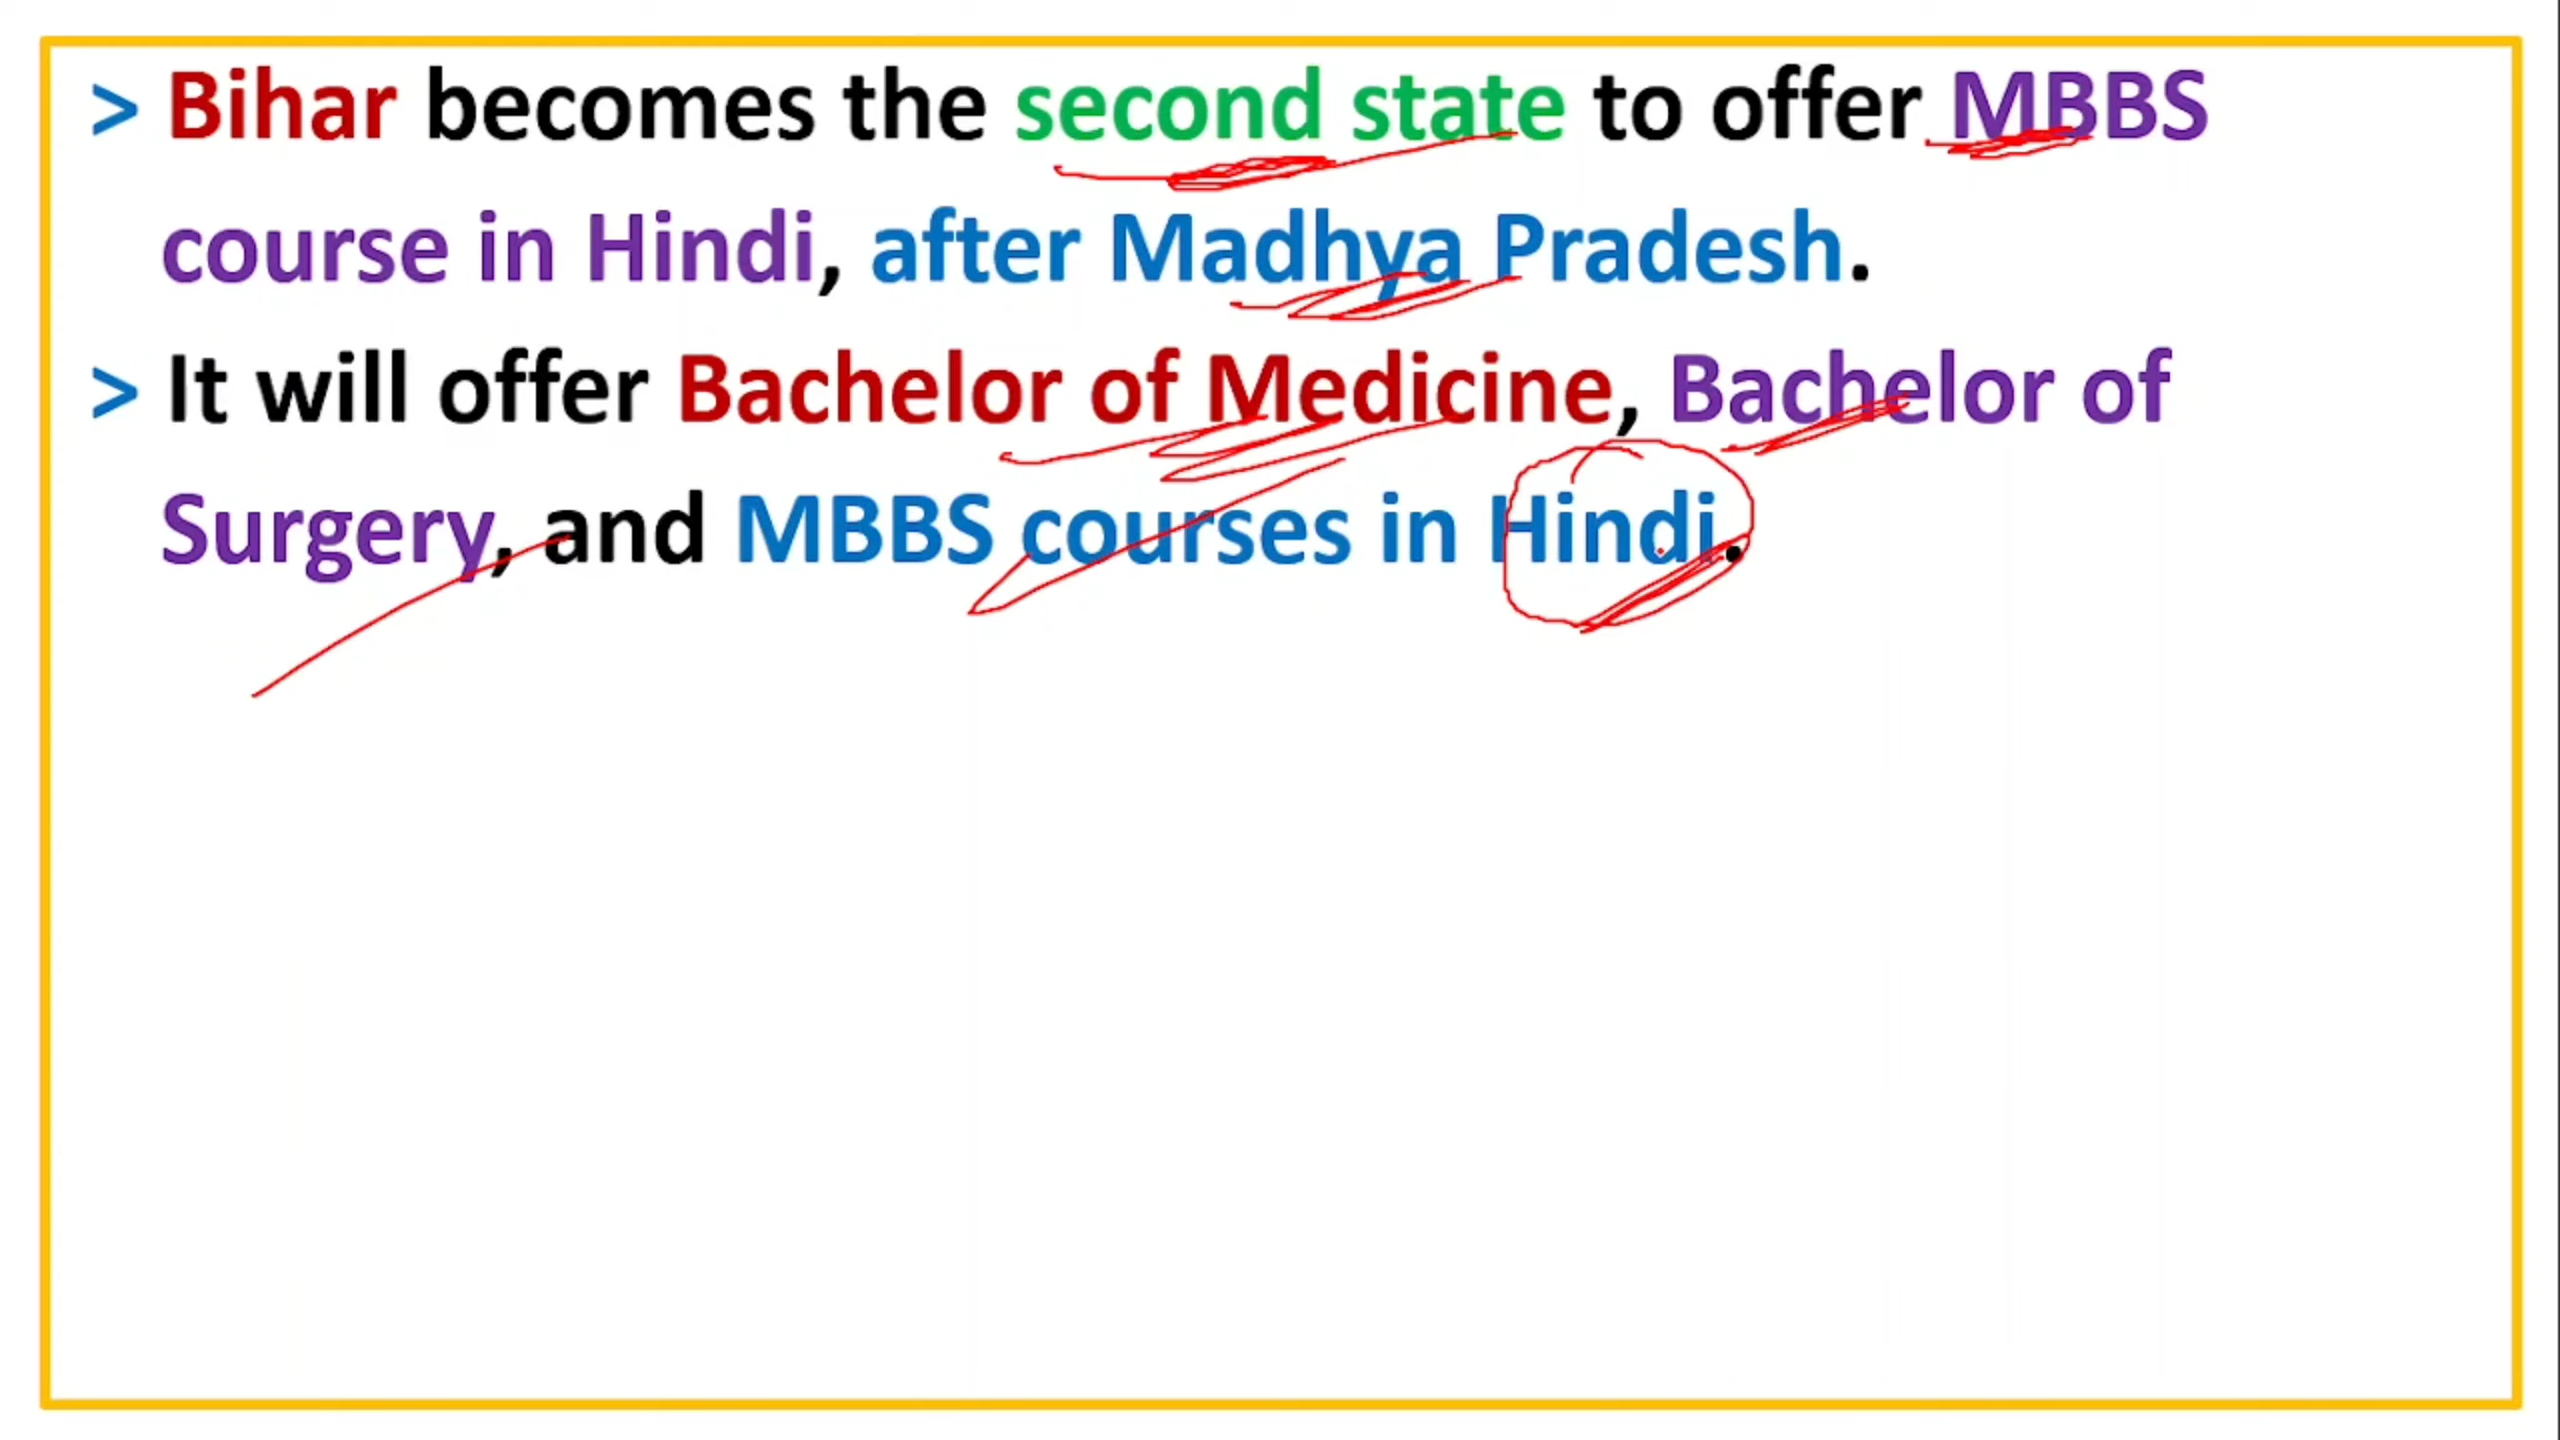 > Bihar becomes the second state to offer MBBS
course in Hindi, after Madhya Pradesh.
> It will offer Bachelor of Medicine, Bachelor of
Surgery, and MBBS courses in Hindi.